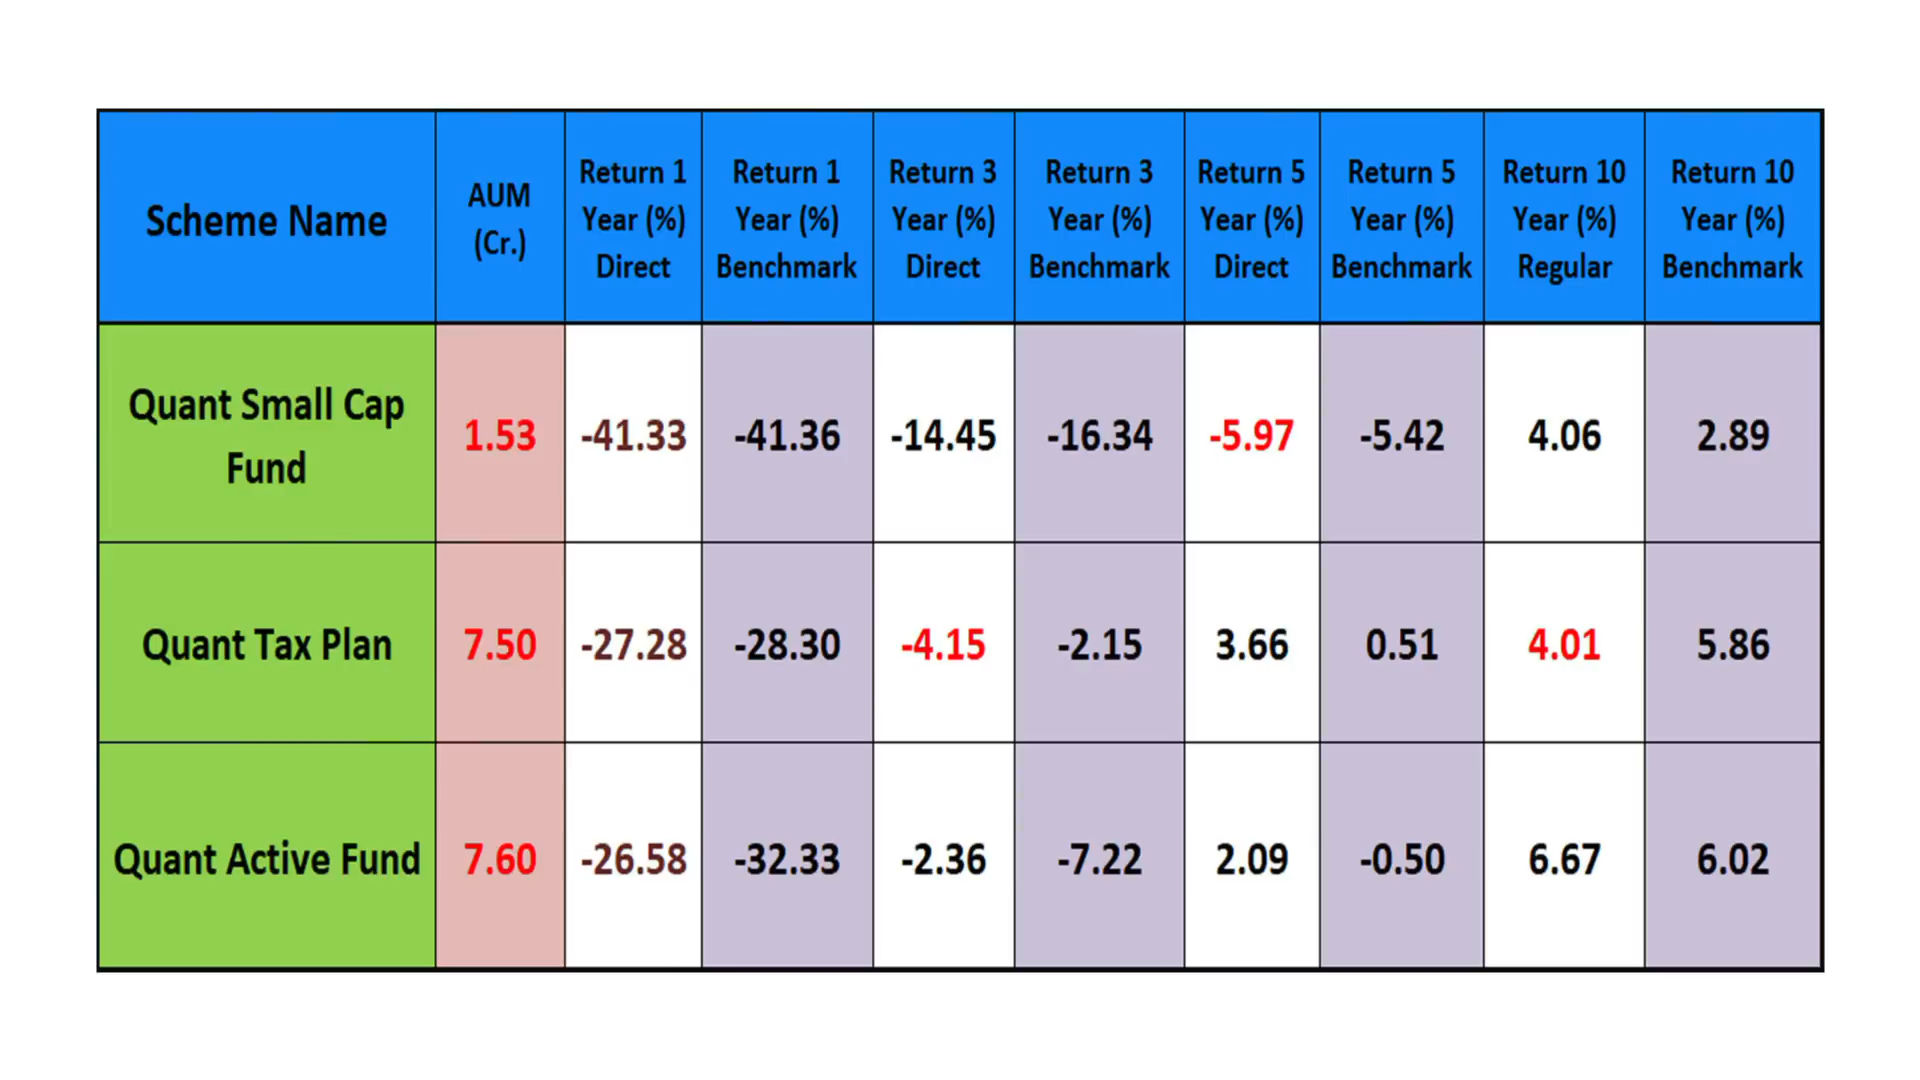 Scheme Name
AUM
(Cr.)
Return 1
Year (%)
Direct
Return 1
Year (%)
Benchmark
Return 3
Year (%)
Direct
Return 3
Year (%)
Benchmark
Return 5
Year (%)
Direct
Return 5
Year (%)
Benchmark
Return 10
Year (%)
Regular
Return 10
Year (%)
Benchmark
Quant Small Cap
Fund
1.53
-41.33
-41.36
-14.45
-16.34
-5.97
-5.42
4.06
2.89
Quant Tax Plan
7.50
-27.28
-28.30
-4.15
-2.15
3.66
0.51
4.01
5.86
Quant Active Fund
7.60
-26.58
-32.33
-2.36
-7.22
2.09
-0.50
6.67
6.02